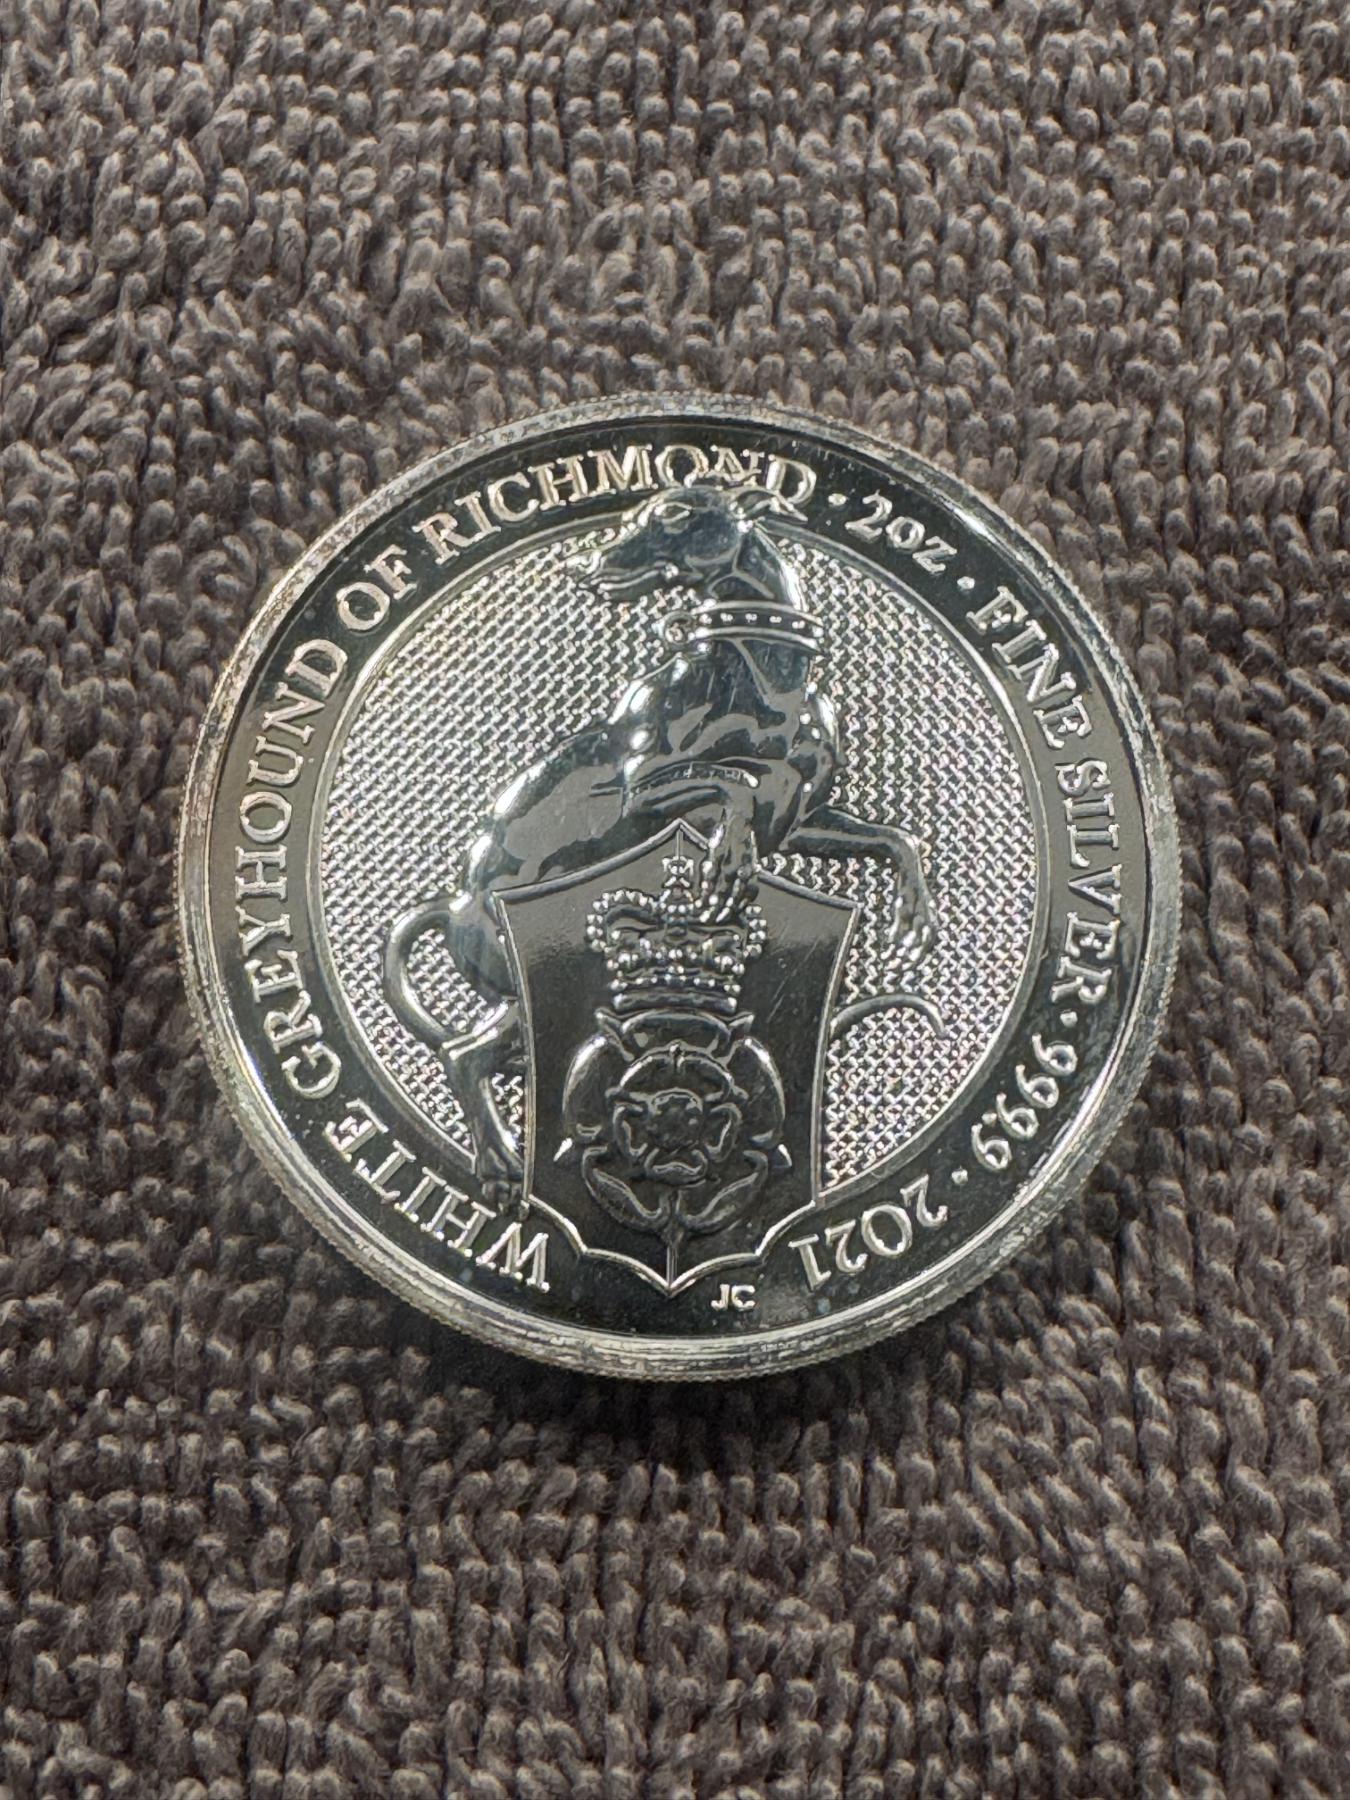 WHITE GREYHOUND OF RICHMOND · 2OZ · FINE SILVER · 999.9 · 2021
JC